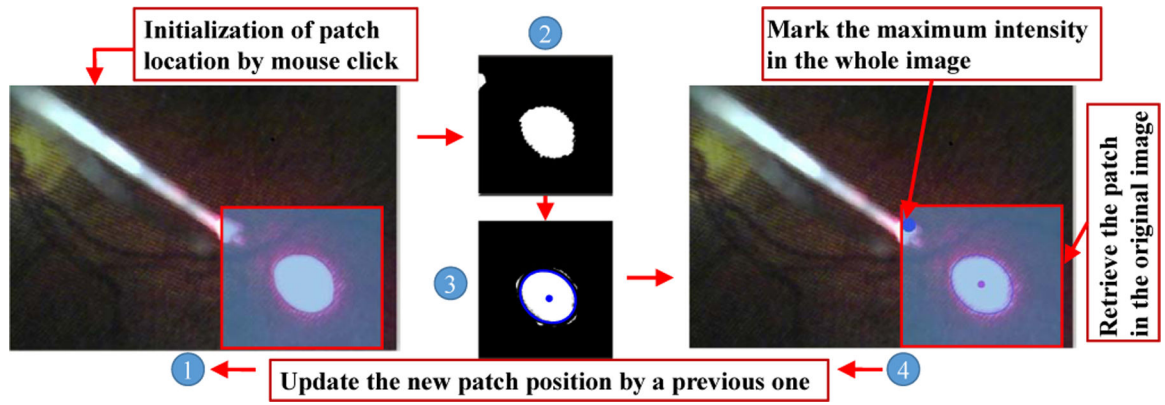 Initialization of patch
location by mouse click
2
Mark the maximum intensity
in the whole image
Retrieve the patch
in the original image
3
1
Update the new patch position by a previous one
4